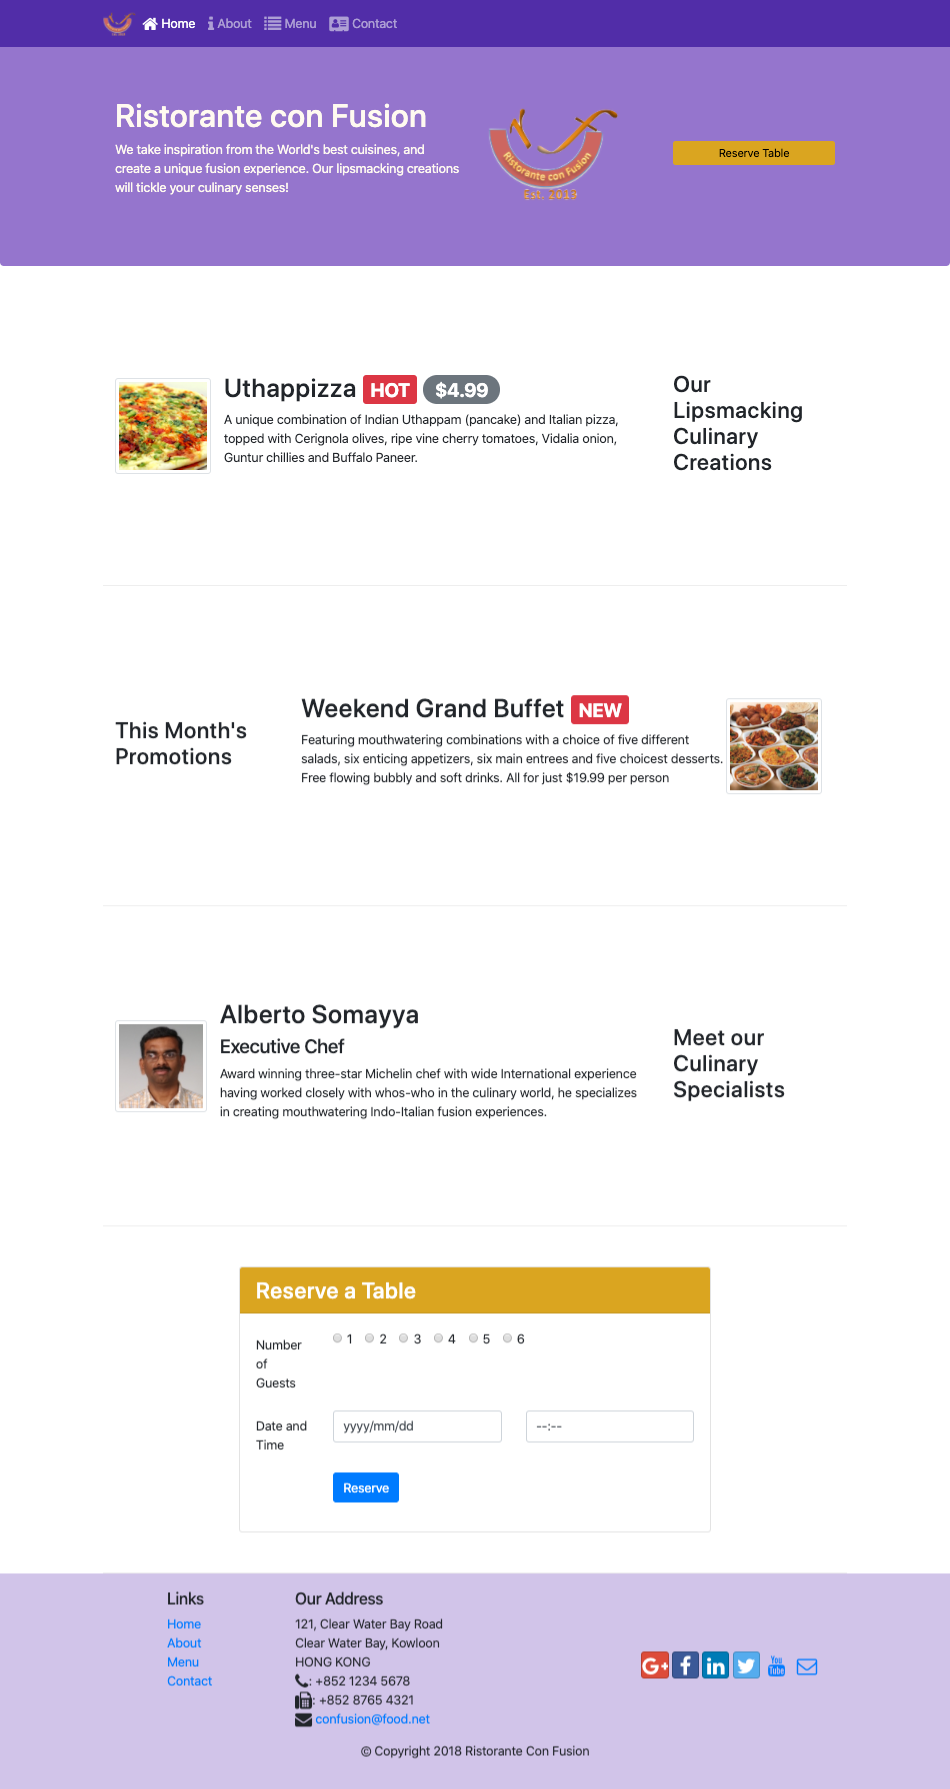 Home About Menu Contact
Ristorante con Fusion
We take inspiration from the World's best cuisines, and
create a unique fusion experience. Our lipsmacking creations
will tickle your culinary senses!
Ristorante con Fusion
Est. 2013
Reserve Table
Uthappizza HOT $4.99
A unique combination of Indian Uthappam (pancake) and Italian pizza,
topped with Cerignola olives, ripe vine cherry tomatoes, Vidalia onion,
Guntur chillies and Buffalo Paneer.
Our
Lipsmacking
Culinary
Creations
This Month's
Promotions
Weekend Grand Buffet NEW
Featuring mouthwatering combinations with a choice of five different
salads, six enticing appetizers, six main entrees and five choicest desserts.
Free flowing bubbly and soft drinks. All for just $19.99 per person
Alberto Somayya
Executive Chef
Award winning three-star Michelin chef with wide International experience
having worked closely with whos-who in the culinary world, he specializes
in creating mouthwatering Indo-Italian fusion experiences.
Meet our
Culinary
Specialists
Reserve a Table
Number
of
Guests
1 2 3 4 5 6
Date and
Time
yyyy/mm/dd
--:--
Reserve
Links
Home
About
Menu
Contact
Our Address
121, Clear Water Bay Road
Clear Water Bay, Kowloon
HONG KONG
: +852 1234 5678
: +852 8765 4321
confusion@food.net
G+ f in You Tube
© Copyright 2018 Ristorante Con Fusion